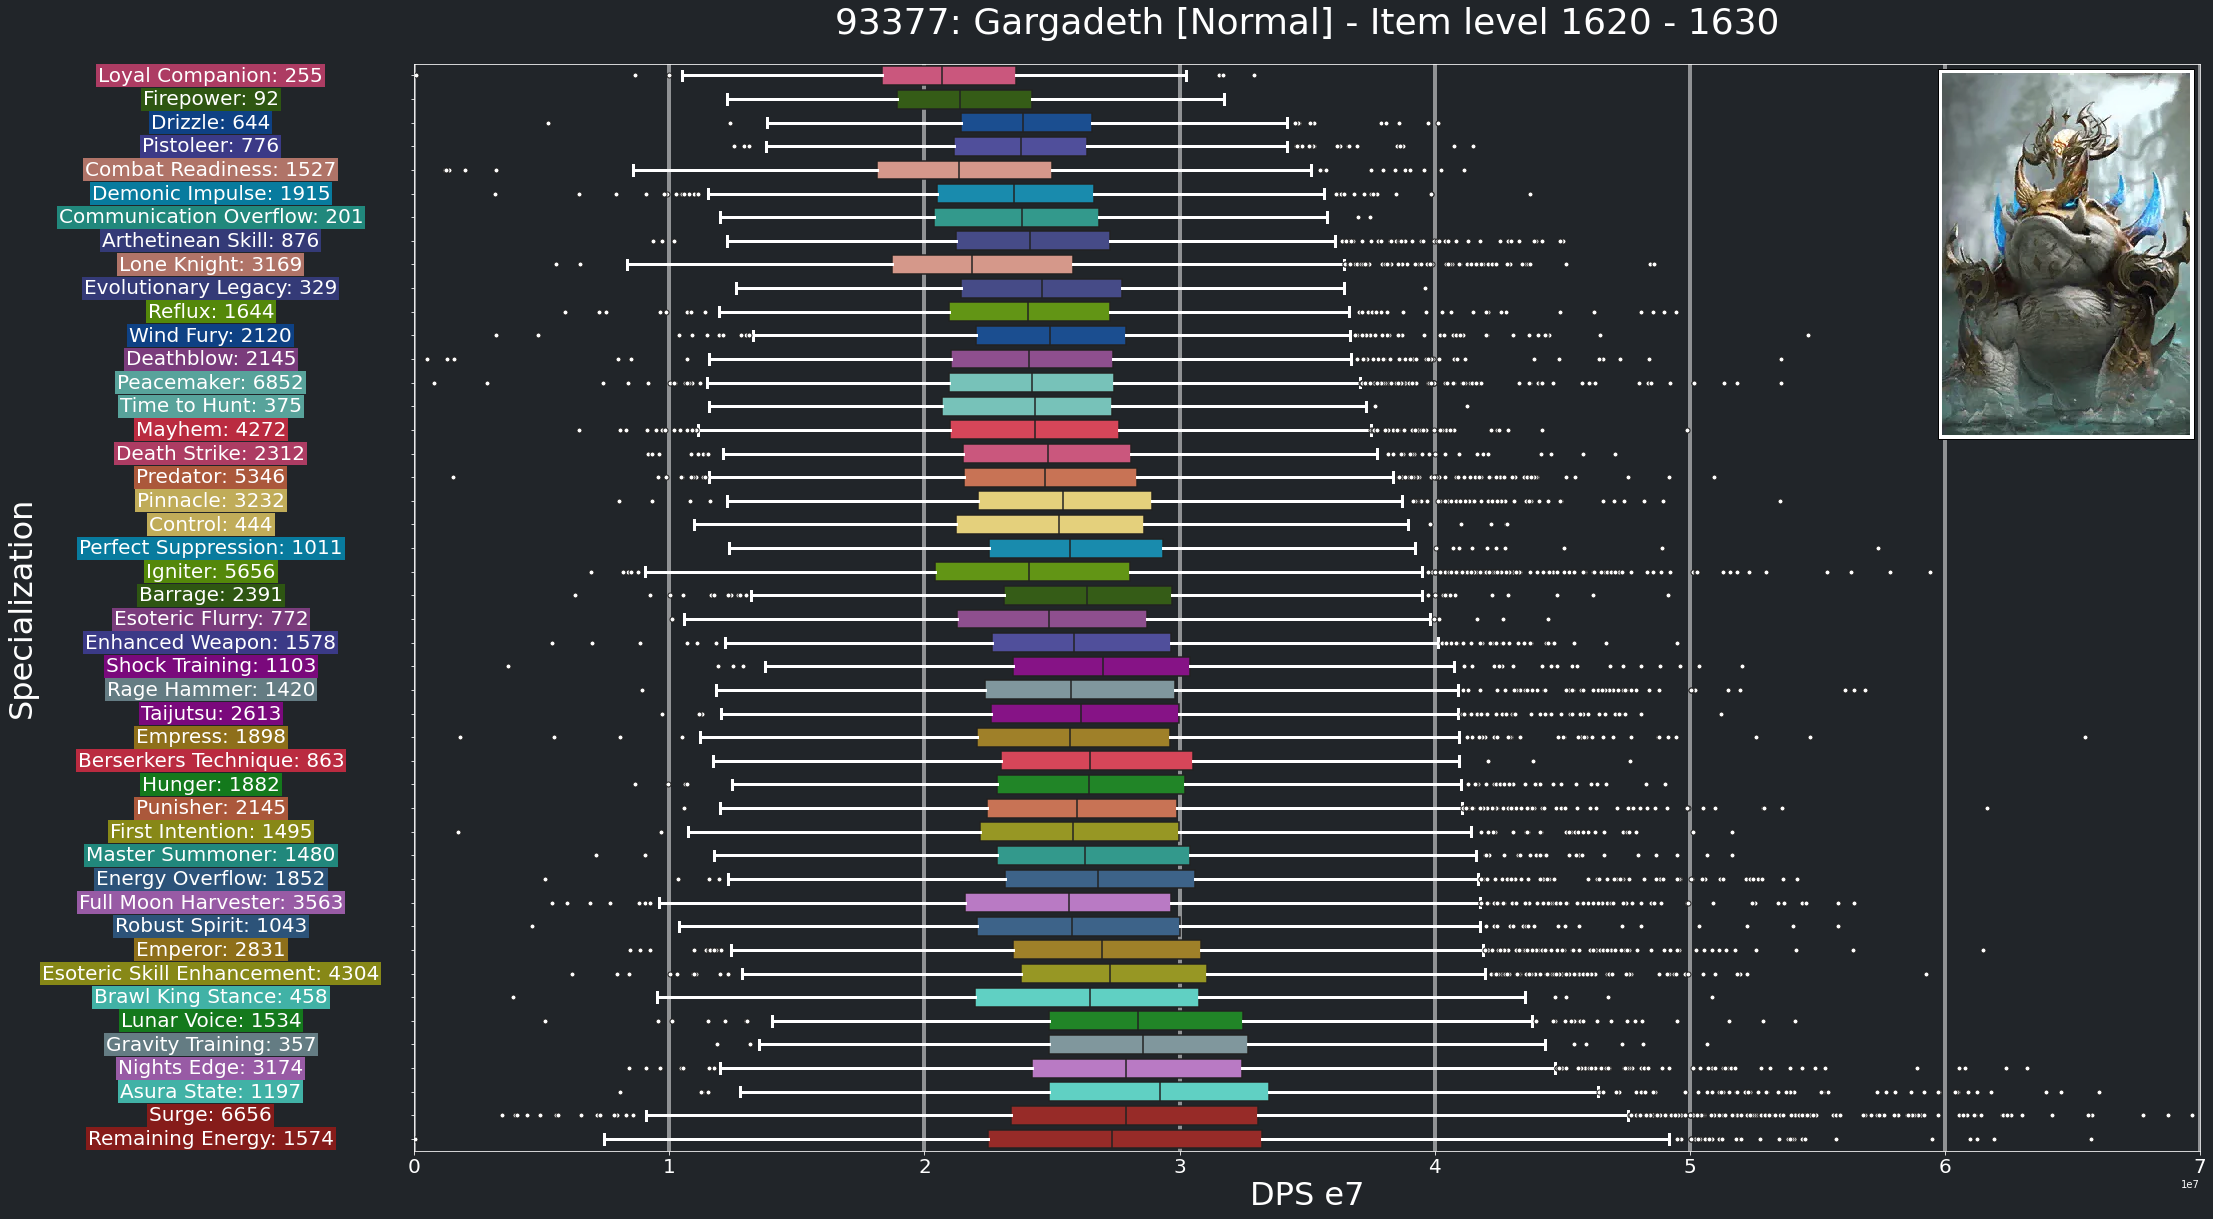 93377: Gargadeth [Normal] - Item level 1620 - 1630
Specialization
Loyal Companion: 255
Firepower: 92
Drizzle: 644
Pistoleer: 776
Combat Readiness: 1527
Demonic Impulse: 1915
Communication Overflow: 201
Arthetinean Skill: 876
Lone Knight: 3169
Evolutionary Legacy: 329
Reflux: 1644
Wind Fury: 2120
Deathblow: 2145
Peacemaker: 6852
Time to Hunt: 375
Mayhem: 4272
Death Strike: 2312
Predator: 5346
Pinnacle: 3232
Control: 444
Perfect Suppression: 1011
Igniter: 5656
Barrage: 2391
Esoteric Flurry: 772
Enhanced Weapon: 1578
Shock Training: 1103
Rage Hammer: 1420
Taijutsu: 2613
Empress: 1898
Berserkers Technique: 863
Hunger: 1882
Punisher: 2145
First Intention: 1495
Master Summoner: 1480
Energy Overflow: 1852
Full Moon Harvester: 3563
Robust Spirit: 1043
Emperor: 2831
Esoteric Skill Enhancement: 4304
Brawl King Stance: 458
Lunar Voice: 1534
Gravity Training: 357
Nights Edge: 3174
Asura State: 1197
Surge: 6656
Remaining Energy: 1574
0 1 2 3 4 5 6 7
1e7
DPS e7